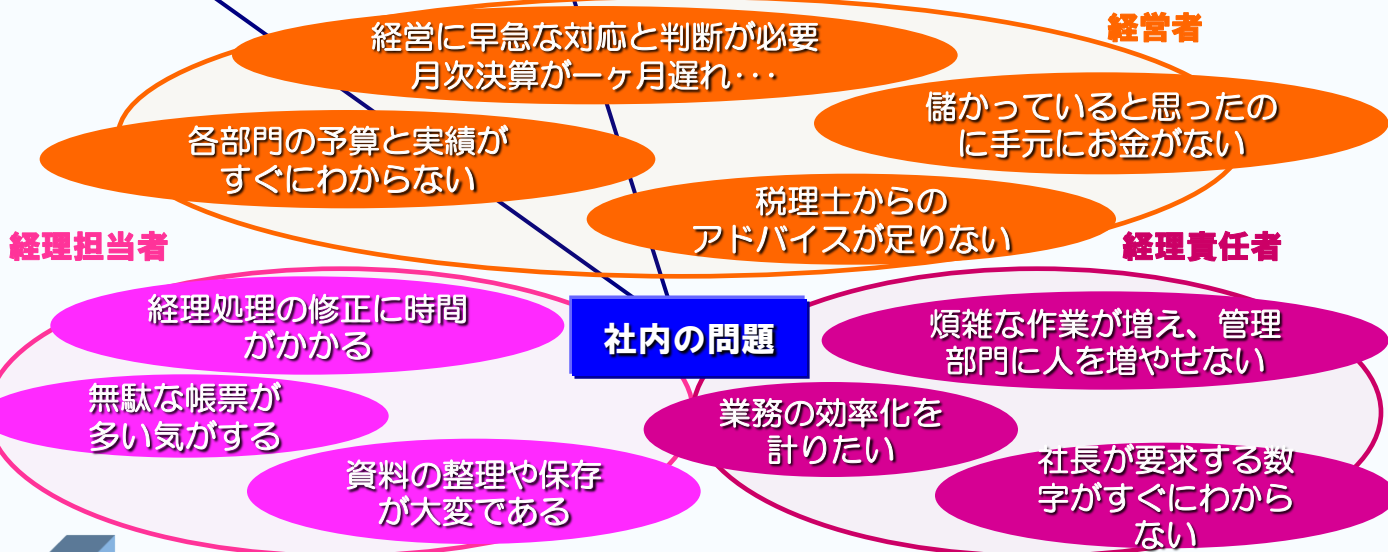 経営者
経営に早急な対応と判断が必要
月次決算が一ヶ月遅れ･･･
儲かっていると思ったの
に手元にお金がない
各部門の予算と実績が
すぐにわからない
税理士からの
アドバイスが足りない
経理担当者
経理処理の修正に時間
がかかる
無駄な帳票が
多い気がする
資料の整理や保存
が大変である
社内の問題
経理責任者
煩雑な作業が増え、管理
部門に人を増やせない
業務の効率化を
計りたい
社長が要求する数
字がすぐにわから
ない